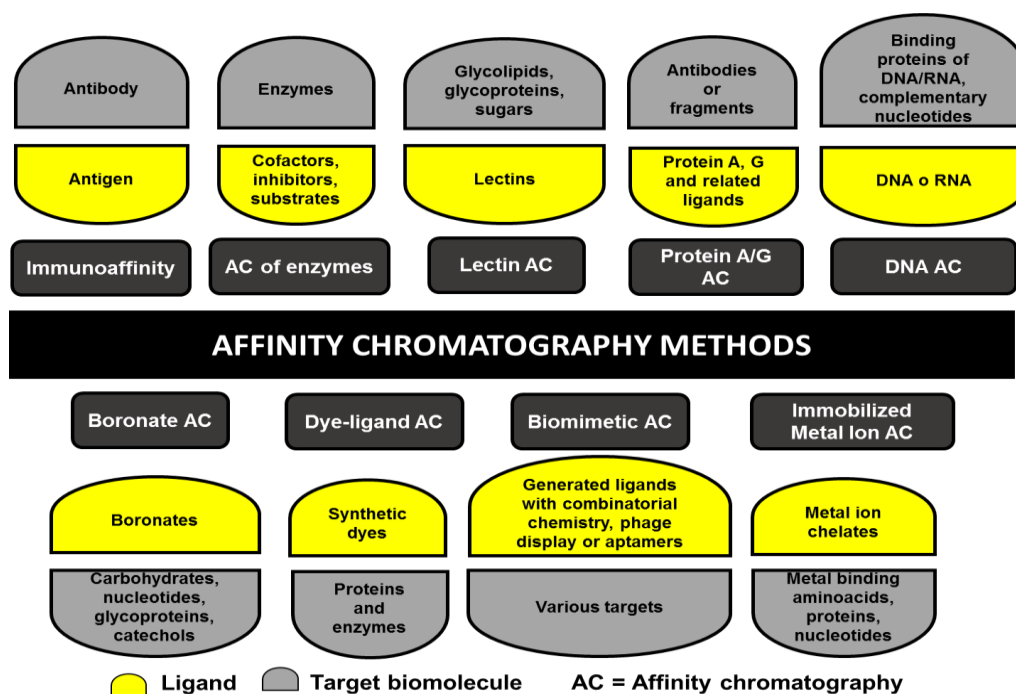 Antibody
Enzymes
Glycolipids,
glycoproteins,
sugars
Antibodies
or
fragments
Binding
proteins of
DNA/RNA,
complementary
nucleotides
Antigen
Cofactors,
inhibitors,
substrates
Lectins
Protein A, G
and related
ligands
DNA o RNA
Immunoaffinity
AC of enzymes
Lectin AC
Protein A/G
AC
DNA AC
AFFINITY CHROMATOGRAPHY METHODS
Boronate AC
Dye-ligand AC
Biomimetic AC
Immobilized
Metal Ion AC
Boronates
Synthetic
dyes
Generated ligands
with combinatorial
chemistry, phage
display or aptamers
Metal ion
chelates
Carbohydrates,
nucleotides,
glycoproteins,
catechols
Proteins
and
enzymes
Various targets
Metal binding
aminoacids,
proteins,
nucleotides
Ligand
Target biomolecule
AC = Affinity chromatography